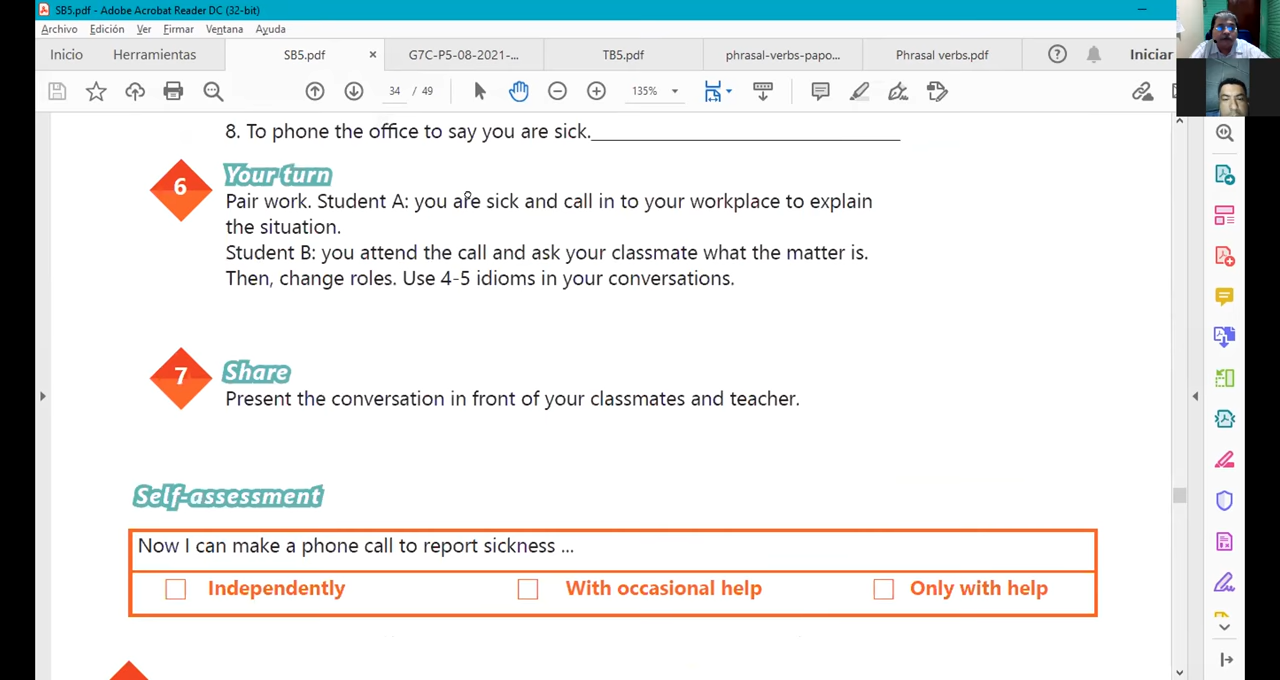 SB5.pdf - Adobe Acrobat Reader DC (32-bit)
Archivo Edición Ver Firmar Ventana Ayuda
Inicio Herramientas SB5.pdf × G7C-P5-08-2021-... TB5.pdf phrasal-verbs-papo... Phrasal verbs.pdf ? Iniciar
34 / 49 135%
8. To phone the office to say you are sick.
6 Your turn
Pair work. Student A: you are sick and call in to your workplace to explain
the situation.
Student B: you attend the call and ask your classmate what the matter is.
Then, change roles. Use 4-5 idioms in your conversations.
7 Share
Present the conversation in front of your classmates and teacher.
Self-assessment
Now I can make a phone call to report sickness ...
Independently With occasional help Only with help